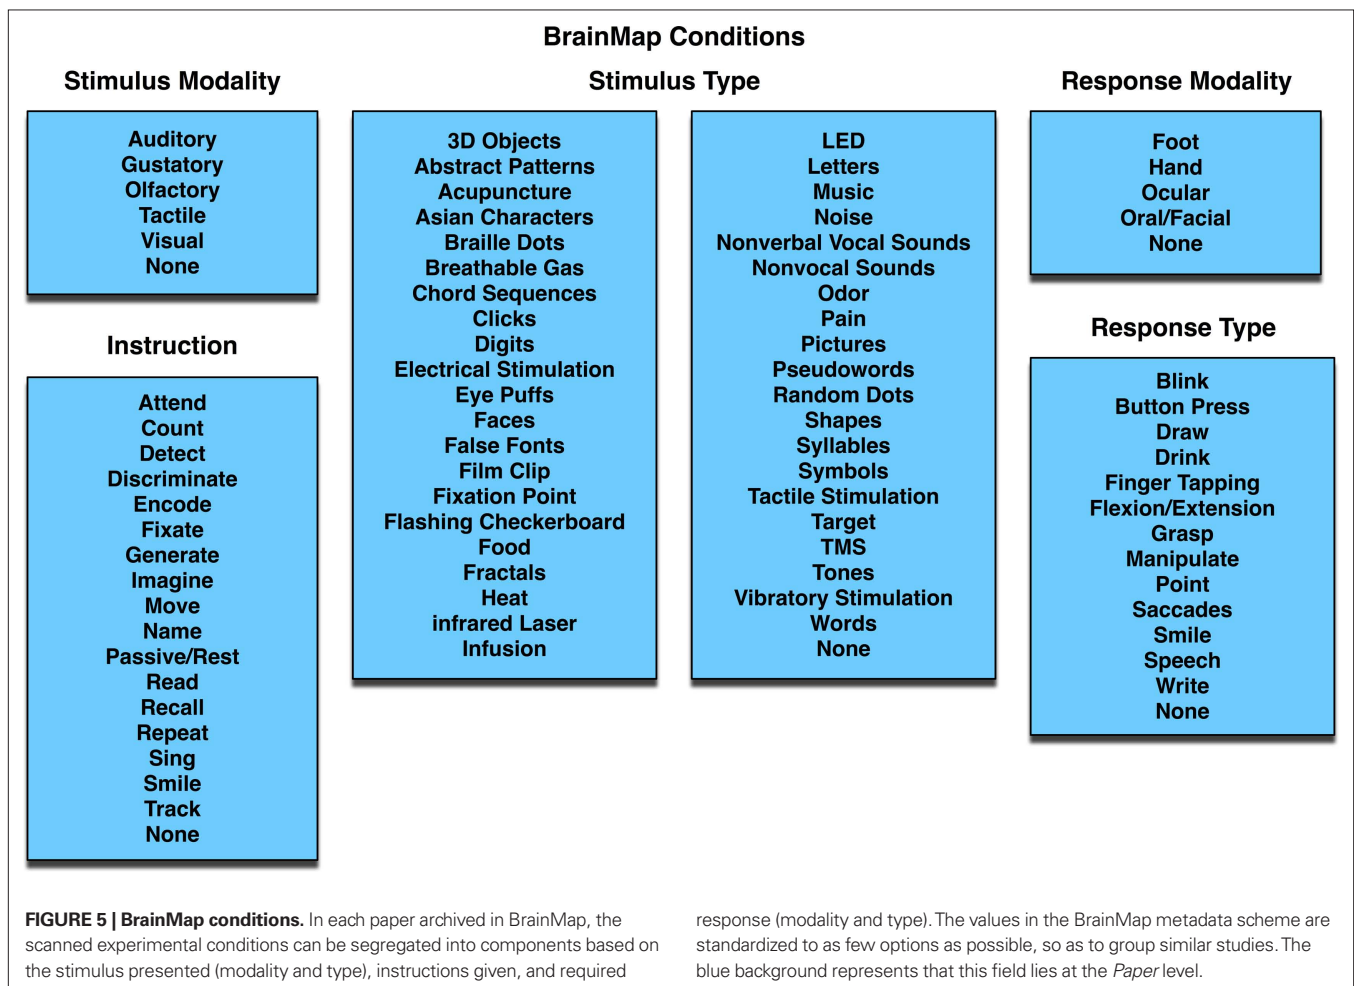 BrainMap Conditions
Stimulus Modality
Auditory
Gustatory
Olfactory
Tactile
Visual
None
Instruction
Attend
Count
Detect
Discriminate
Encode
Fixate
Generate
Imagine
Move
Name
Passive/Rest
Read
Recall
Repeat
Sing
Smile
Track
None
Stimulus Type
3D Objects
Abstract Patterns
Acupuncture
Asian Characters
Braille Dots
Breathable Gas
Chord Sequences
Clicks
Digits
Electrical Stimulation
Eye Puffs
Faces
False Fonts
Film Clip
Fixation Point
Flashing Checkerboard
Food
Fractals
Heat
infrared Laser
Infusion
LED
Letters
Music
Noise
Nonverbal Vocal Sounds
Nonvocal Sounds
Odor
Pain
Pictures
Pseudowords
Random Dots
Shapes
Syllables
Symbols
Tactile Stimulation
Target
TMS
Tones
Vibratory Stimulation
Words
None
Response Modality
Foot
Hand
Ocular
Oral/Facial
None
Response Type
Blink
Button Press
Draw
Drink
Finger Tapping
Flexion/Extension
Grasp
Manipulate
Point
Saccades
Smile
Speech
Write
None
FIGURE 5 | BrainMap conditions. In each paper archived in BrainMap, the
scanned experimental conditions can be segregated into components based on
the stimulus presented (modality and type), instructions given, and required
response (modality and type). The values in the BrainMap metadata scheme are
standardized to as few options as possible, so as to group similar studies. The
blue background represents that this field lies at the Paper level.